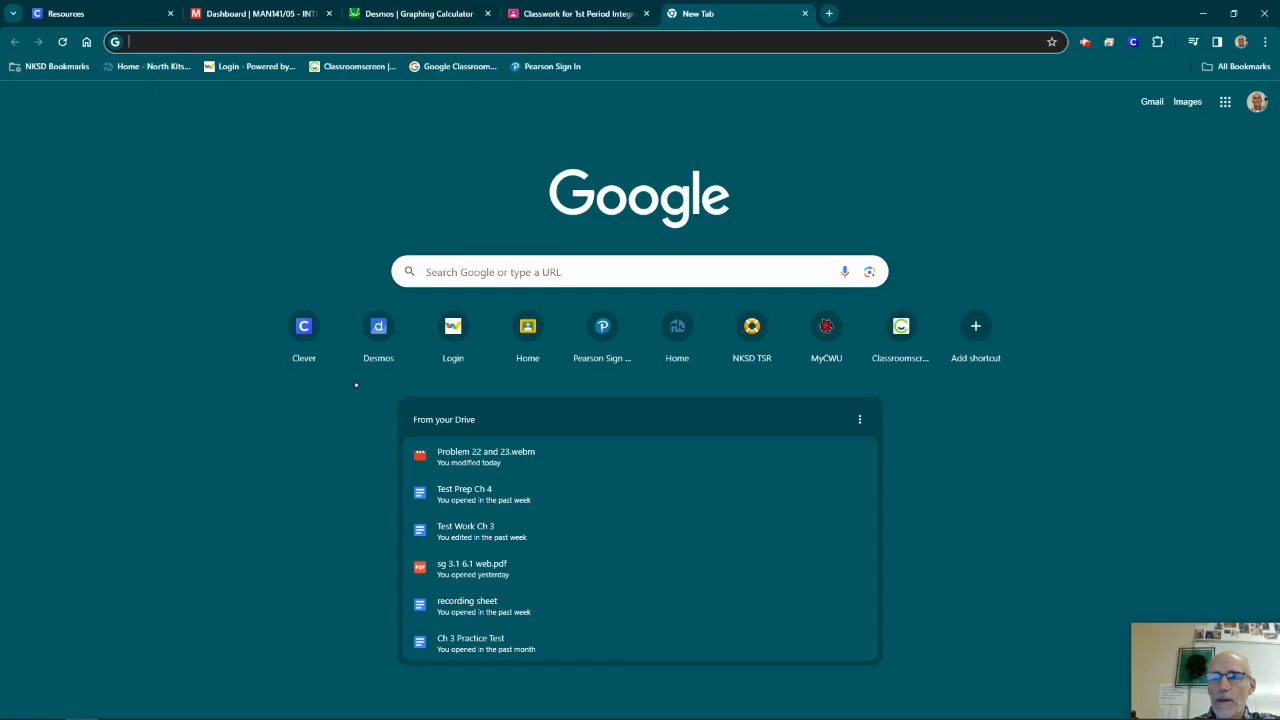 Resources
Dashboard | MAN141/05 - INT
Desmos | Graphing Calculator
Classwork for 1st Period Integ
New Tab
NKSD Bookmarks
Home - North Kits...
Login - Powered by...
Classroomscreen |...
Google Classroom...
Pearson Sign In
All Bookmarks
Gmail
Images
Google
Search Google or type a URL
Clever
Desmos
Login
Home
Pearson Sign ...
Home
NKSD TSR
MyCWU
Classroomscr...
Add shortcut
From your Drive
Problem 22 and 23.webm
You modified today
Test Prep Ch 4
You opened in the past week
Test Work Ch 3
You edited in the past week
sg 3.1 6.1 web.pdf
You opened yesterday
recording sheet
You opened in the past week
Ch 3 Practice Test
You opened in the past month